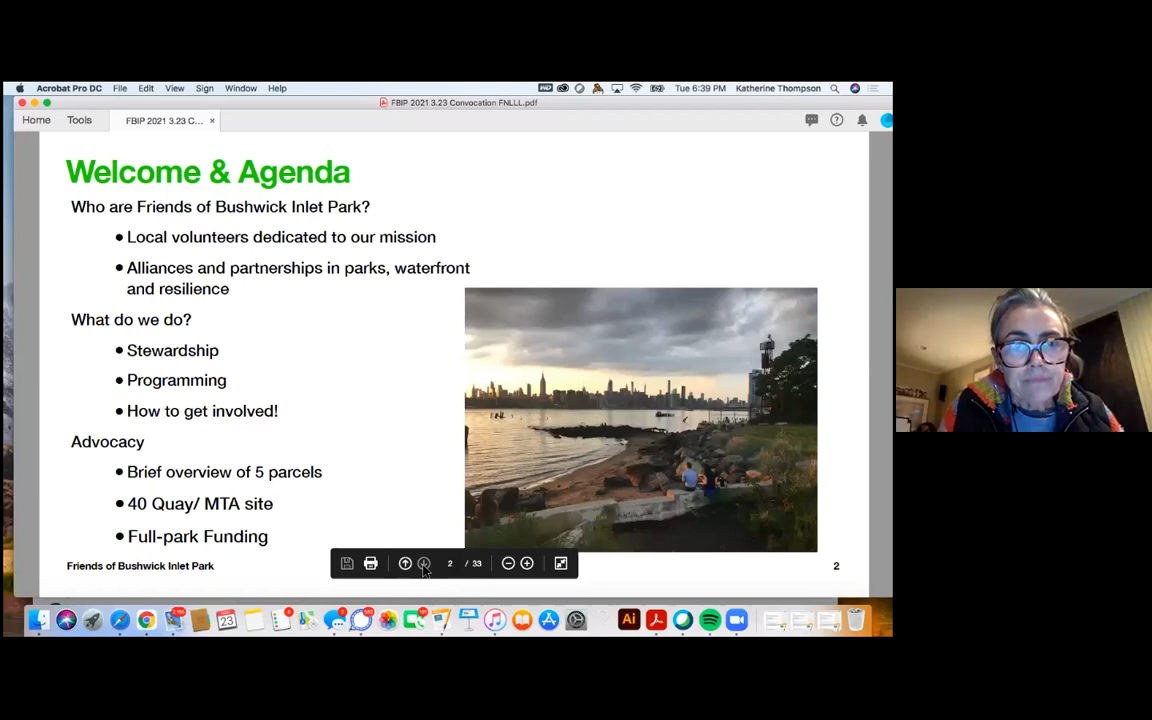 Acrobat Pro DC File Edit View Sign Window Help Tue 6:39 PM Katherine Thompson
FBIP 2021 3.23 Convocation FNLLL.pdf
Home Tools FBIP 2021 3.23 C... ×
Welcome & Agenda
Who are Friends of Bushwick Inlet Park?
• Local volunteers dedicated to our mission
• Alliances and partnerships in parks, waterfront
and resilience
What do we do?
• Stewardship
• Programming
• How to get involved!
Advocacy
• Brief overview of 5 parcels
• 40 Quay/ MTA site
• Full-park Funding
Friends of Bushwick Inlet Park
2 / 33
2
23
Ai